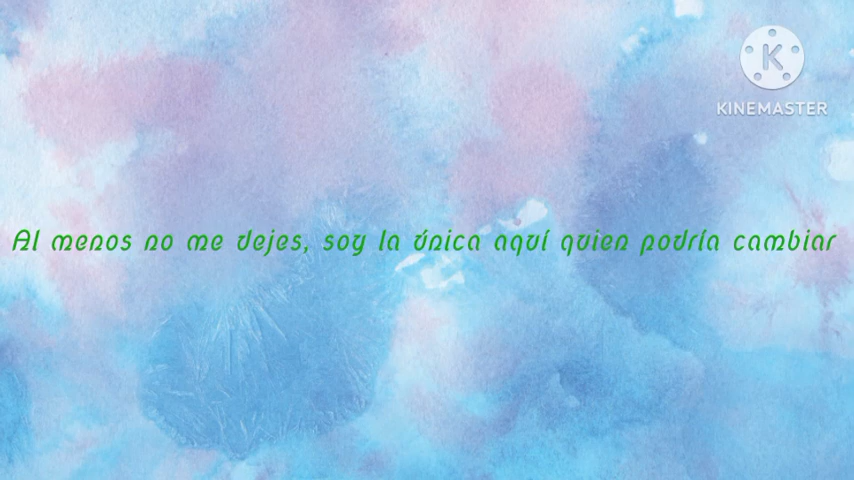 KINEMASTER
Al menos no me dejes, soy la única aquí quien podría cambiar